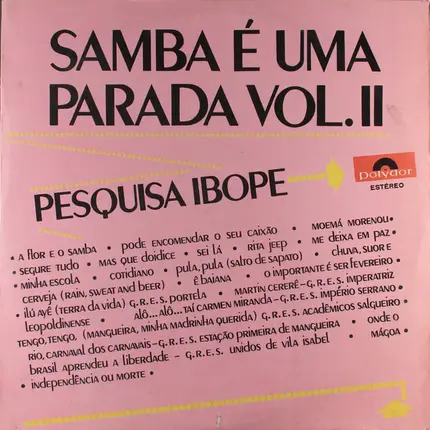 SAMBA É UMA
PARADA VOL. II
PESQUISA IBOPE
polydor
ESTÉREO
• A flor E O SAMBA • PODE ENCOMENDAR O SEU CAIXÃO • MOEMÁ MORENOU •
• SEGURE TUDO • MAS QUE DOIDICE • SEI LÁ • RITA JEEP • ME DEIXA EM PAZ •
• MINHA ESCOLA • COTIDIANO • PULA, PULA (SALTO DE SAPATO) • CHUVA, SUOR E
CERVEJA (RAIN, SWEAT AND BEER) • É BAIANA • O IMPORTANTE É SER FEVEREIRO
• ILÚ AYÊ (TERRA DA VIDA) G.R.E.S. PORTELA • MARTIN CERERÊ – G.R.E.S. IMPERATRIZ
LEOPOLDINENSE • ALÔ...ALÔ... TAÍ CARMEN MIRANDA – G.R.E.S. IMPÉRIO SERRANO •
TENGO, TENGO, (MANGUEIRA, MINHA MADRINHA QUERIDA) G.R.E.S. ACADÊMICOS SALGUEIRO •
RIO, CARNAVAL DOS CARNAVAIS – G.R.E.S. ESTAÇÃO PRIMEIRA DE MANGUEIRA • ONDE O
BRASIL APRENDEU A LIBERDADE – G.R.E.S. UNIDOS DE VILA ISABEL • MÁGOA •
• INDEPENDÊNCIA OU MORTE •